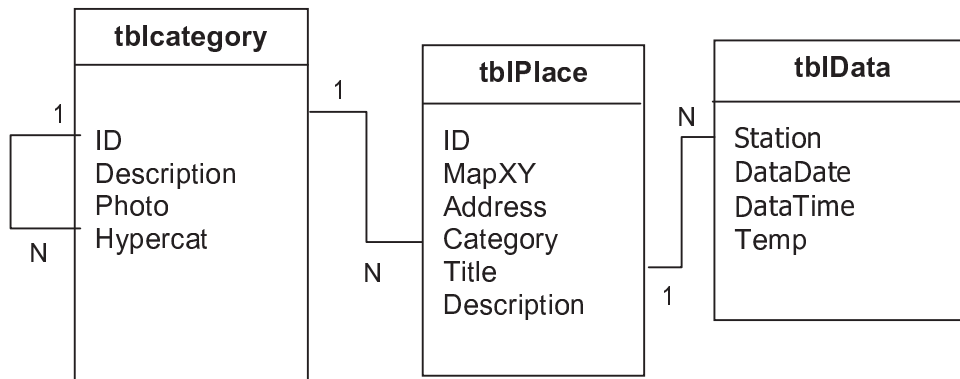 tblcategory
1
ID
Description
Photo
Hypercat
N
1
N
tblPlace
ID
MapXY
Address
Category
Title
Description
1
N
tblData
Station
DataDate
DataTime
Temp